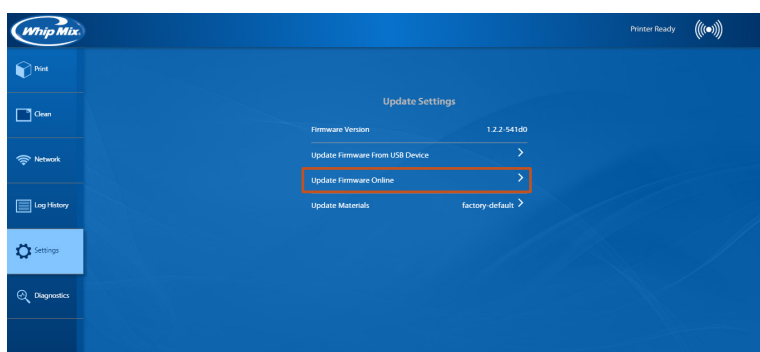 Whip Mix
Printer Ready
Print
Clean
Network
Log History
Settings
Diagnostics
Update Settings
Firmware Version 1.2.2-541d0
Update Firmware From USB Device
Update Firmware Online
Update Materials factory-default